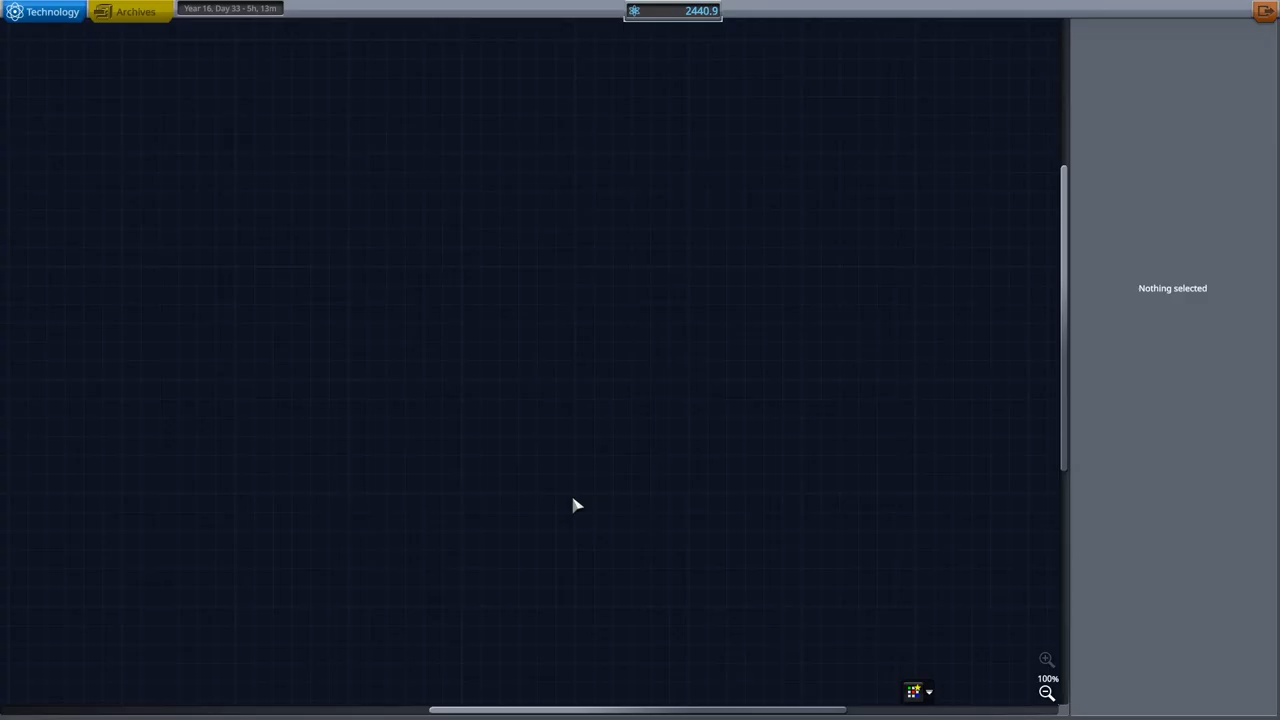 Technology
Archives
Year 16, Day 33 - 5h, 13m
2440.9
Nothing selected
100%